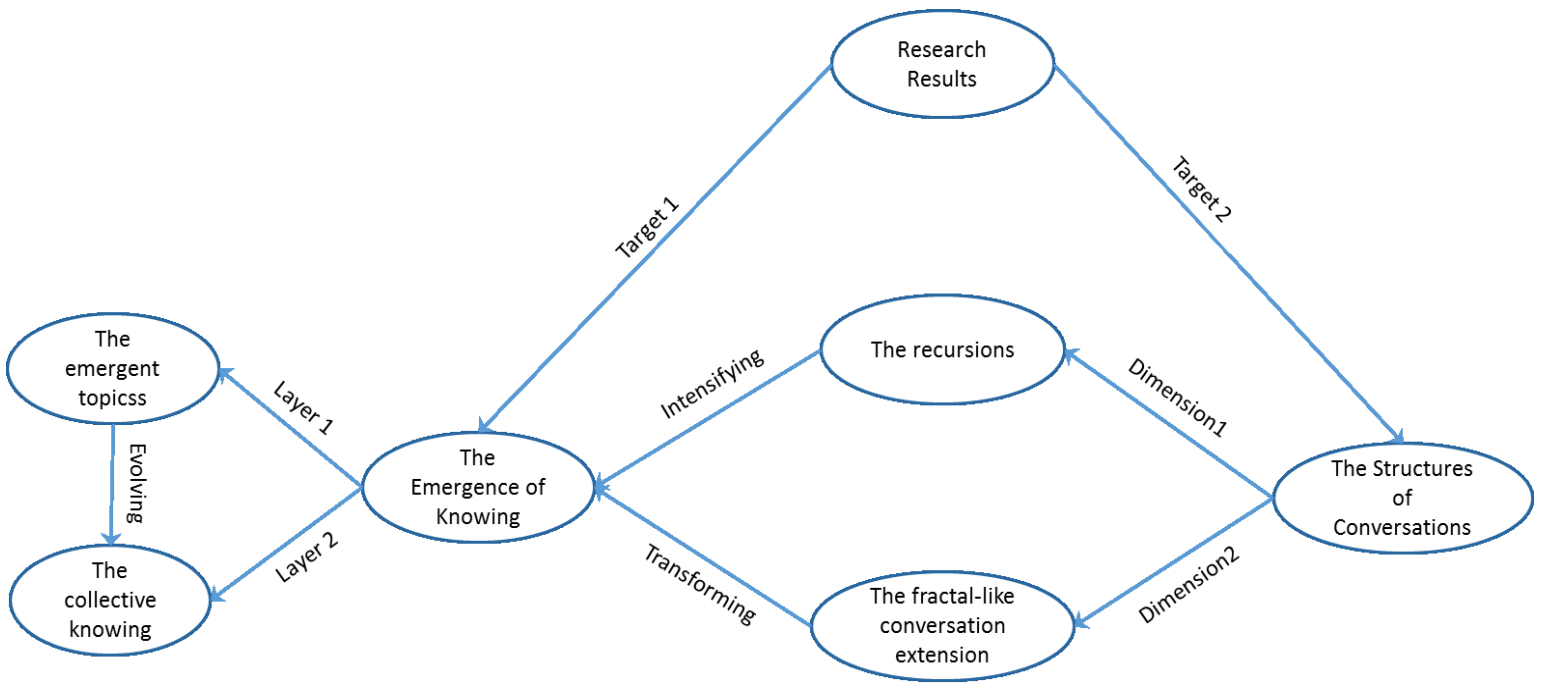 Research
Results
Target 1
Target 2
The
emergent
topicss
Layer 1
Evolving
Layer 2
The
collective
knowing
The
Emergence of
Knowing
Intensifying
Transforming
The recursions
The fractal-like
conversation
extension
Dimension1
Dimension2
The Structures
of
Conversations